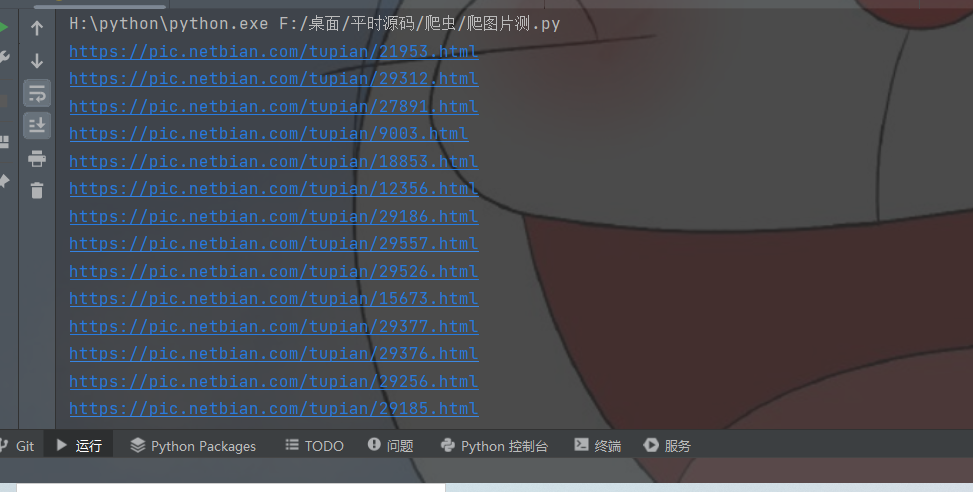 H:\python\python.exe F:/桌面/平时源码/爬虫/爬图片测.py
https://pic.netbian.com/tupian/21953.html
https://pic.netbian.com/tupian/29312.html
https://pic.netbian.com/tupian/27891.html
https://pic.netbian.com/tupian/9003.html
https://pic.netbian.com/tupian/18853.html
https://pic.netbian.com/tupian/12356.html
https://pic.netbian.com/tupian/29186.html
https://pic.netbian.com/tupian/29557.html
https://pic.netbian.com/tupian/29526.html
https://pic.netbian.com/tupian/15673.html
https://pic.netbian.com/tupian/29377.html
https://pic.netbian.com/tupian/29376.html
https://pic.netbian.com/tupian/29256.html
https://pic.netbian.com/tupian/29185.html
Git 运行 Python Packages TODO 问题 Python 控制台 终端 服务